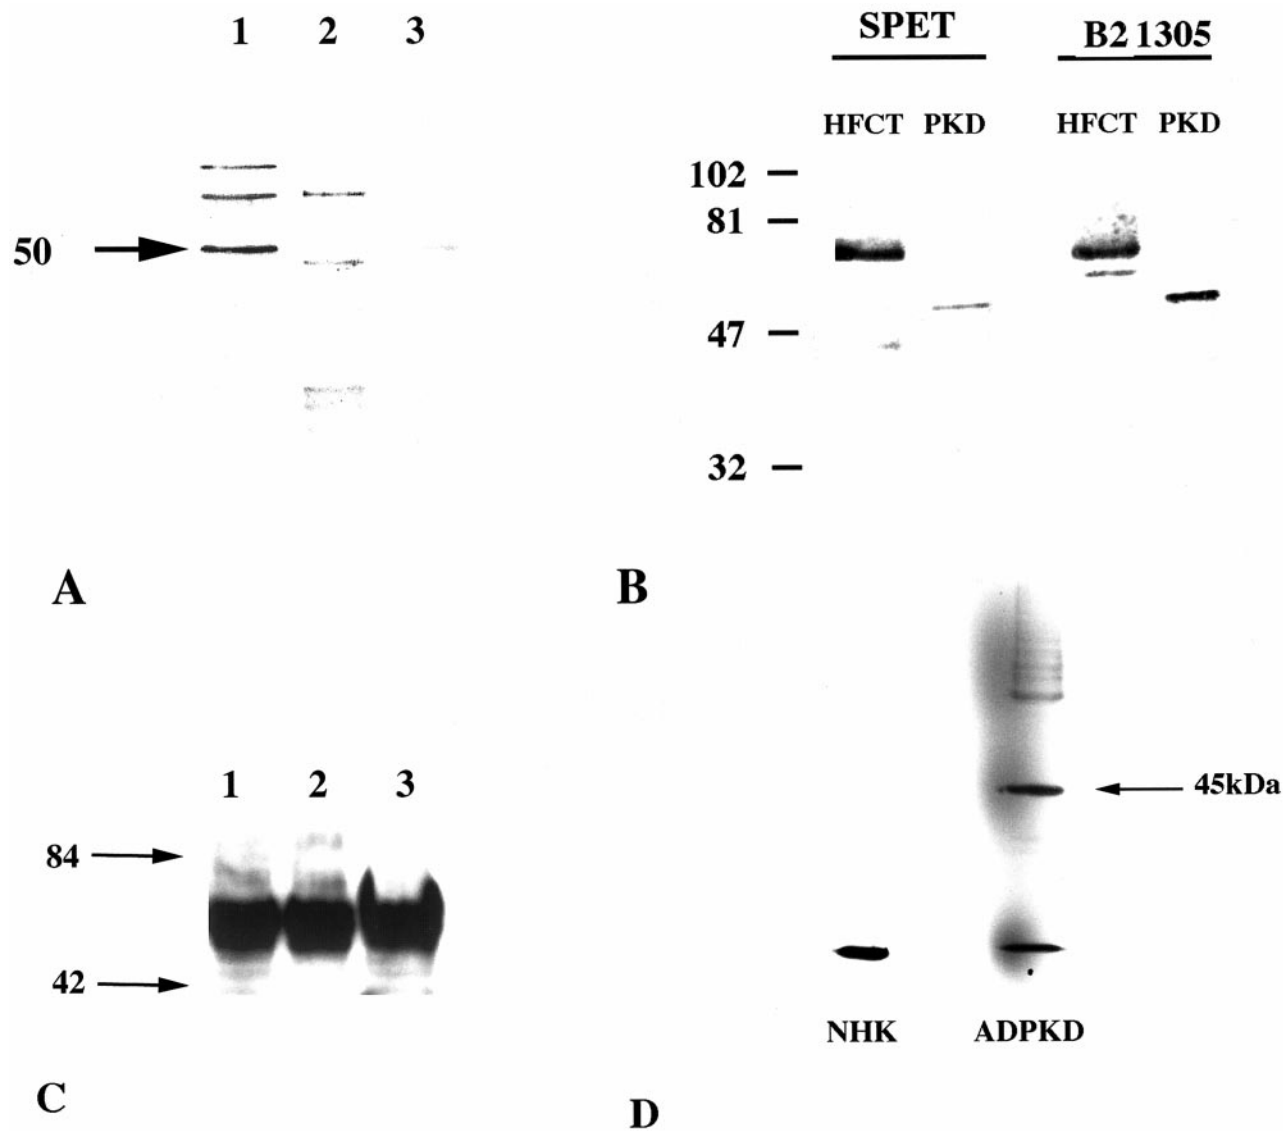 1 2 3
50
A
SPET B2 1305
HFCT PKD HFCT PKD
102
81
47
32
B
1 2 3
84
42
C
45kDa
NHK ADPKD
D